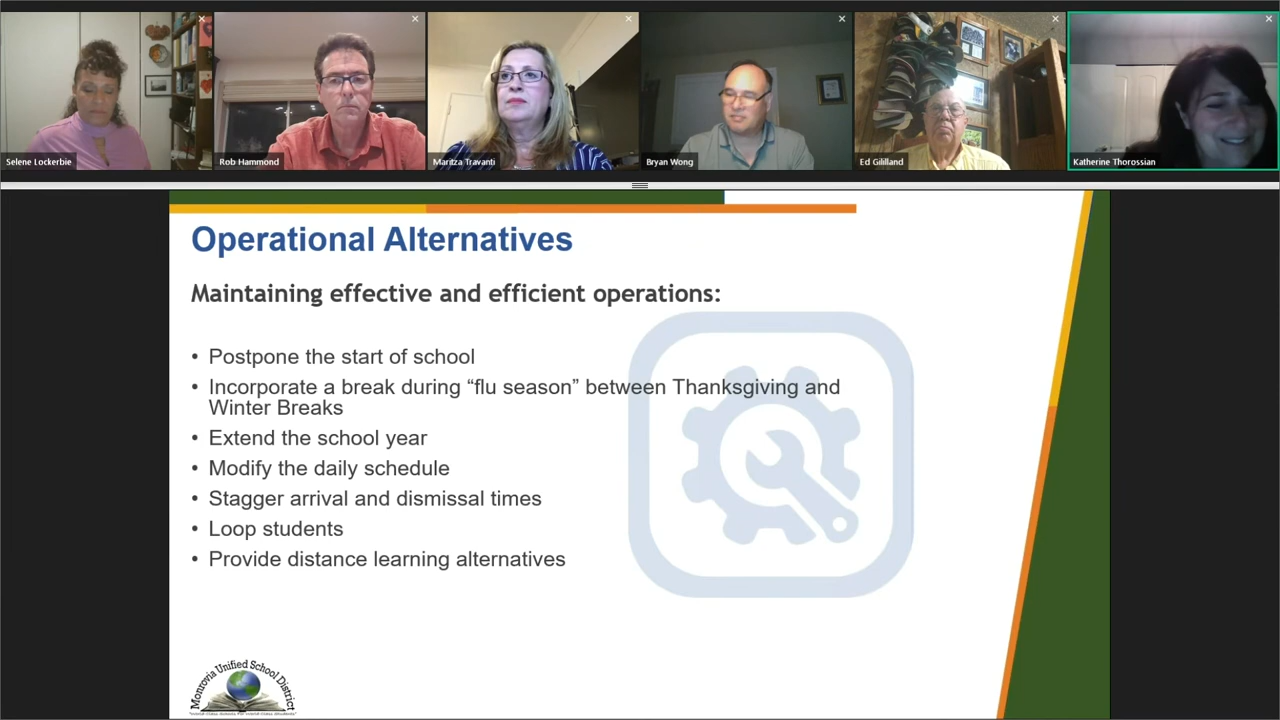 Selene Lockerbie
Rob Hammond
Maritza Travanti
Bryan Wong
Ed Gililland
Katherine Thorossian
Operational Alternatives
Maintaining effective and efficient operations:
• Postpone the start of school
• Incorporate a break during “flu season” between Thanksgiving and
Winter Breaks
• Extend the school year
• Modify the daily schedule
• Stagger arrival and dismissal times
• Loop students
• Provide distance learning alternatives
Monrovia Unified School District